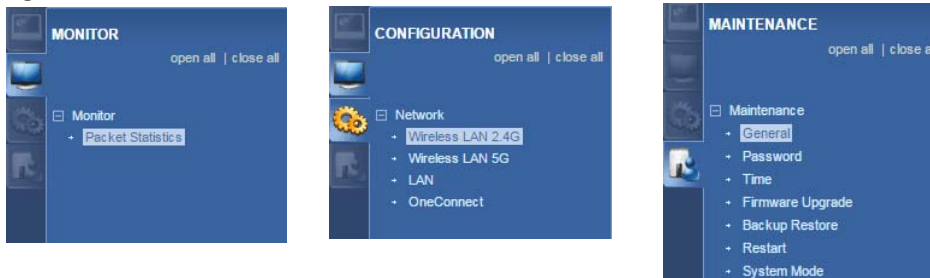 MONITOR
open all | close all
Monitor
Packet Statistics
CONFIGURATION
open all | close all
Network
Wireless LAN 2.4G
Wireless LAN 5G
LAN
OneConnect
MAINTENANCE
open all | close a
Maintenance
General
Password
Time
Firmware Upgrade
Backup Restore
Restart
System Mode